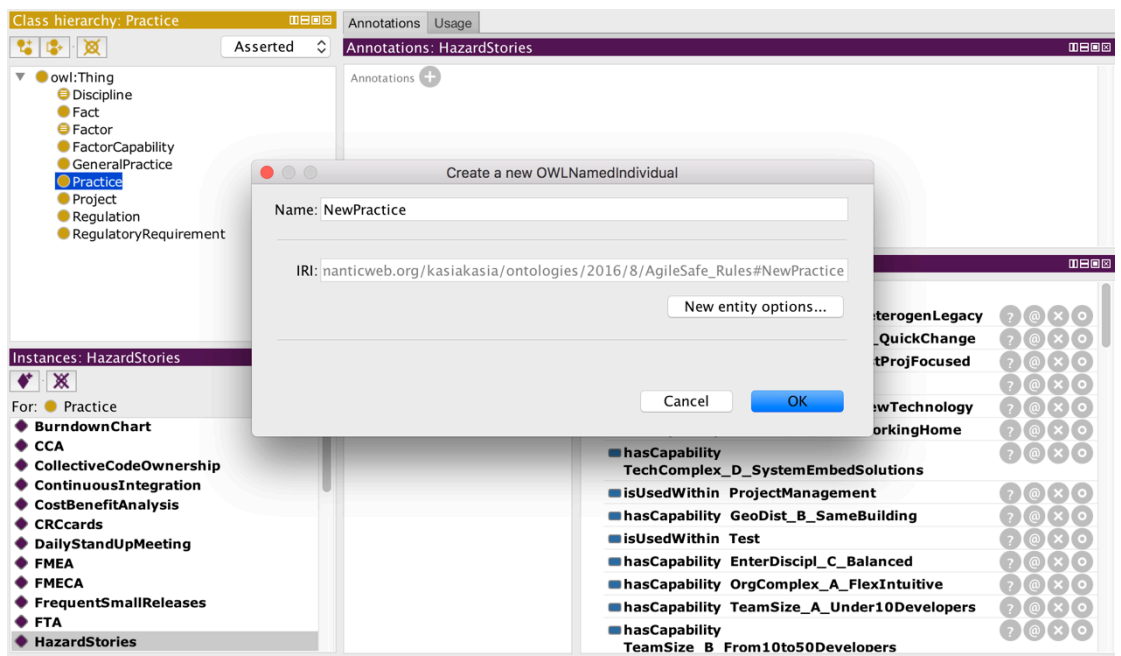 Class hierarchy: Practice
Asserted
owl:Thing
Discipline
Fact
Factor
FactorCapability
GeneralPractice
Practice
Project
Regulation
RegulatoryRequirement
Instances: HazardStories
For: Practice
BurndownChart
CCA
CollectiveCodeOwnership
ContinuousIntegration
CostBenefitAnalysis
CRCcards
DailyStandUpMeeting
FMEA
FMECA
FrequentSmallReleases
FTA
HazardStories
Annotations Usage
Annotations: HazardStories
Annotations
Create a new OWLNamedIndividual
Name: NewPractice
IRI: nanticweb.org/kasiakasia/ontologies/2016/8/AgileSafe_Rules#NewPractice
New entity options...
Cancel OK
terogenLegacy
_QuickChange
tProjFocused
ewTechnology
orkingHome
hasCapability
TechComplex_D_SystemEmbedSolutions
isUsedWithin ProjectManagement
hasCapability GeoDist_B_SameBuilding
isUsedWithin Test
hasCapability EnterDiscipl_C_Balanced
hasCapability OrgComplex_A_FlexIntuitive
hasCapability TeamSize_A_Under10Developers
hasCapability
TeamSize_B_From10to50Developers